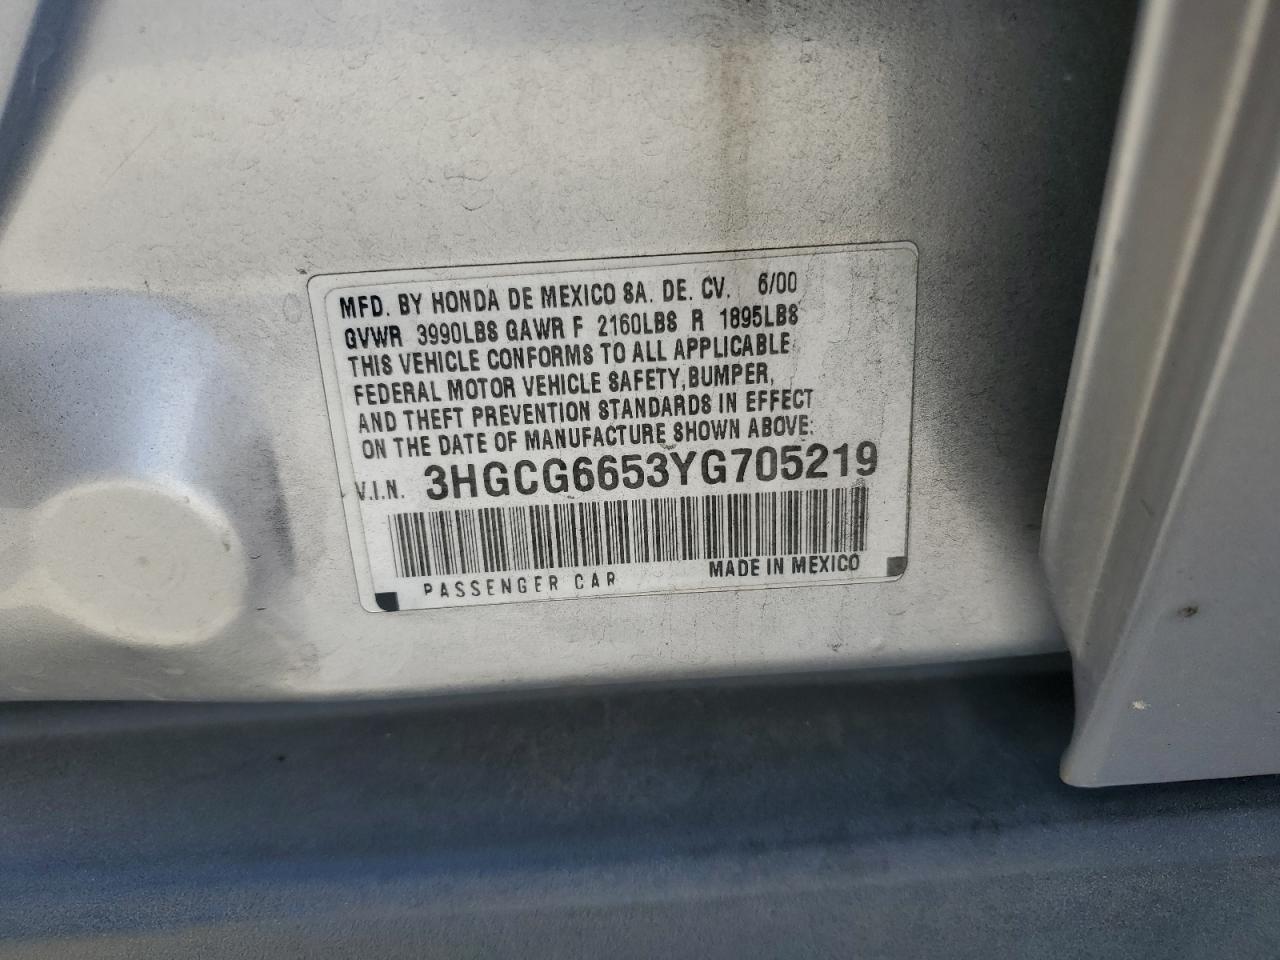 MFD. BY HONDA DE MEXICO SA. DE. CV. 6/00
GVWR 3990LBS GAWR F 2160LBS R 1895LBS
THIS VEHICLE CONFORMS TO ALL APPLICABLE
FEDERAL MOTOR VEHICLE SAFETY, BUMPER,
AND THEFT PREVENTION STANDARDS IN EFFECT
ON THE DATE OF MANUFACTURE SHOWN ABOVE:
V.I.N. 3HGCG6653YG705219
PASSENGER CAR MADE IN MEXICO